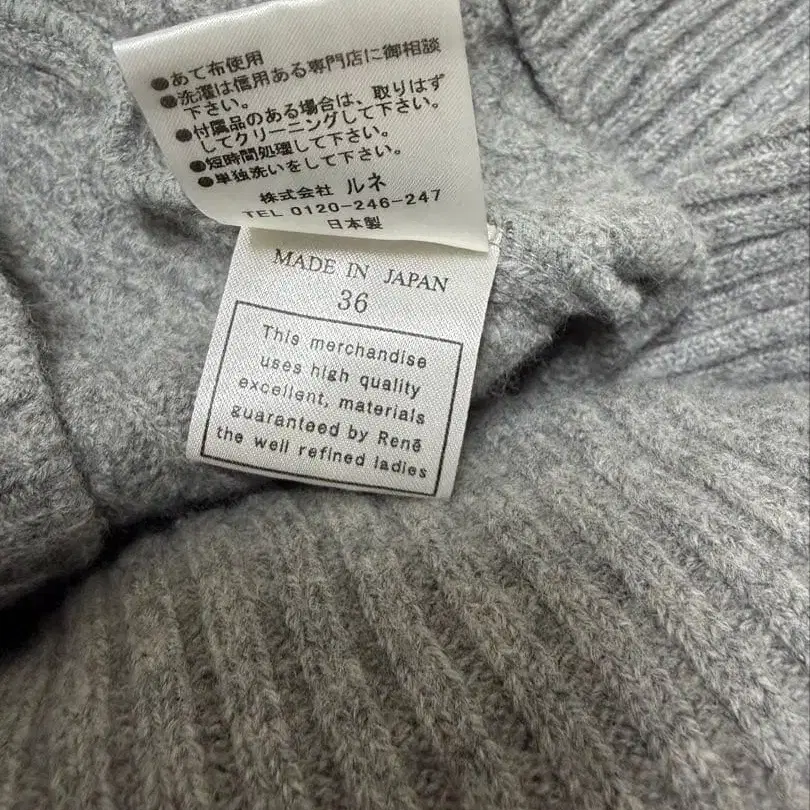 ●あて布使用
●洗濯は信用ある専門店に御相談
下さい。
●付属品のある場合は、取りはず
してクリーニングして下さい。
●短時間処理して下さい。
●単独洗いをして下さい。
株式会社 ルネ
TEL 0120-246-247
日本製
MADE IN JAPAN
36
This merchandise
uses high quality
excellent, materials
guaranteed by Renē
the well refined ladies